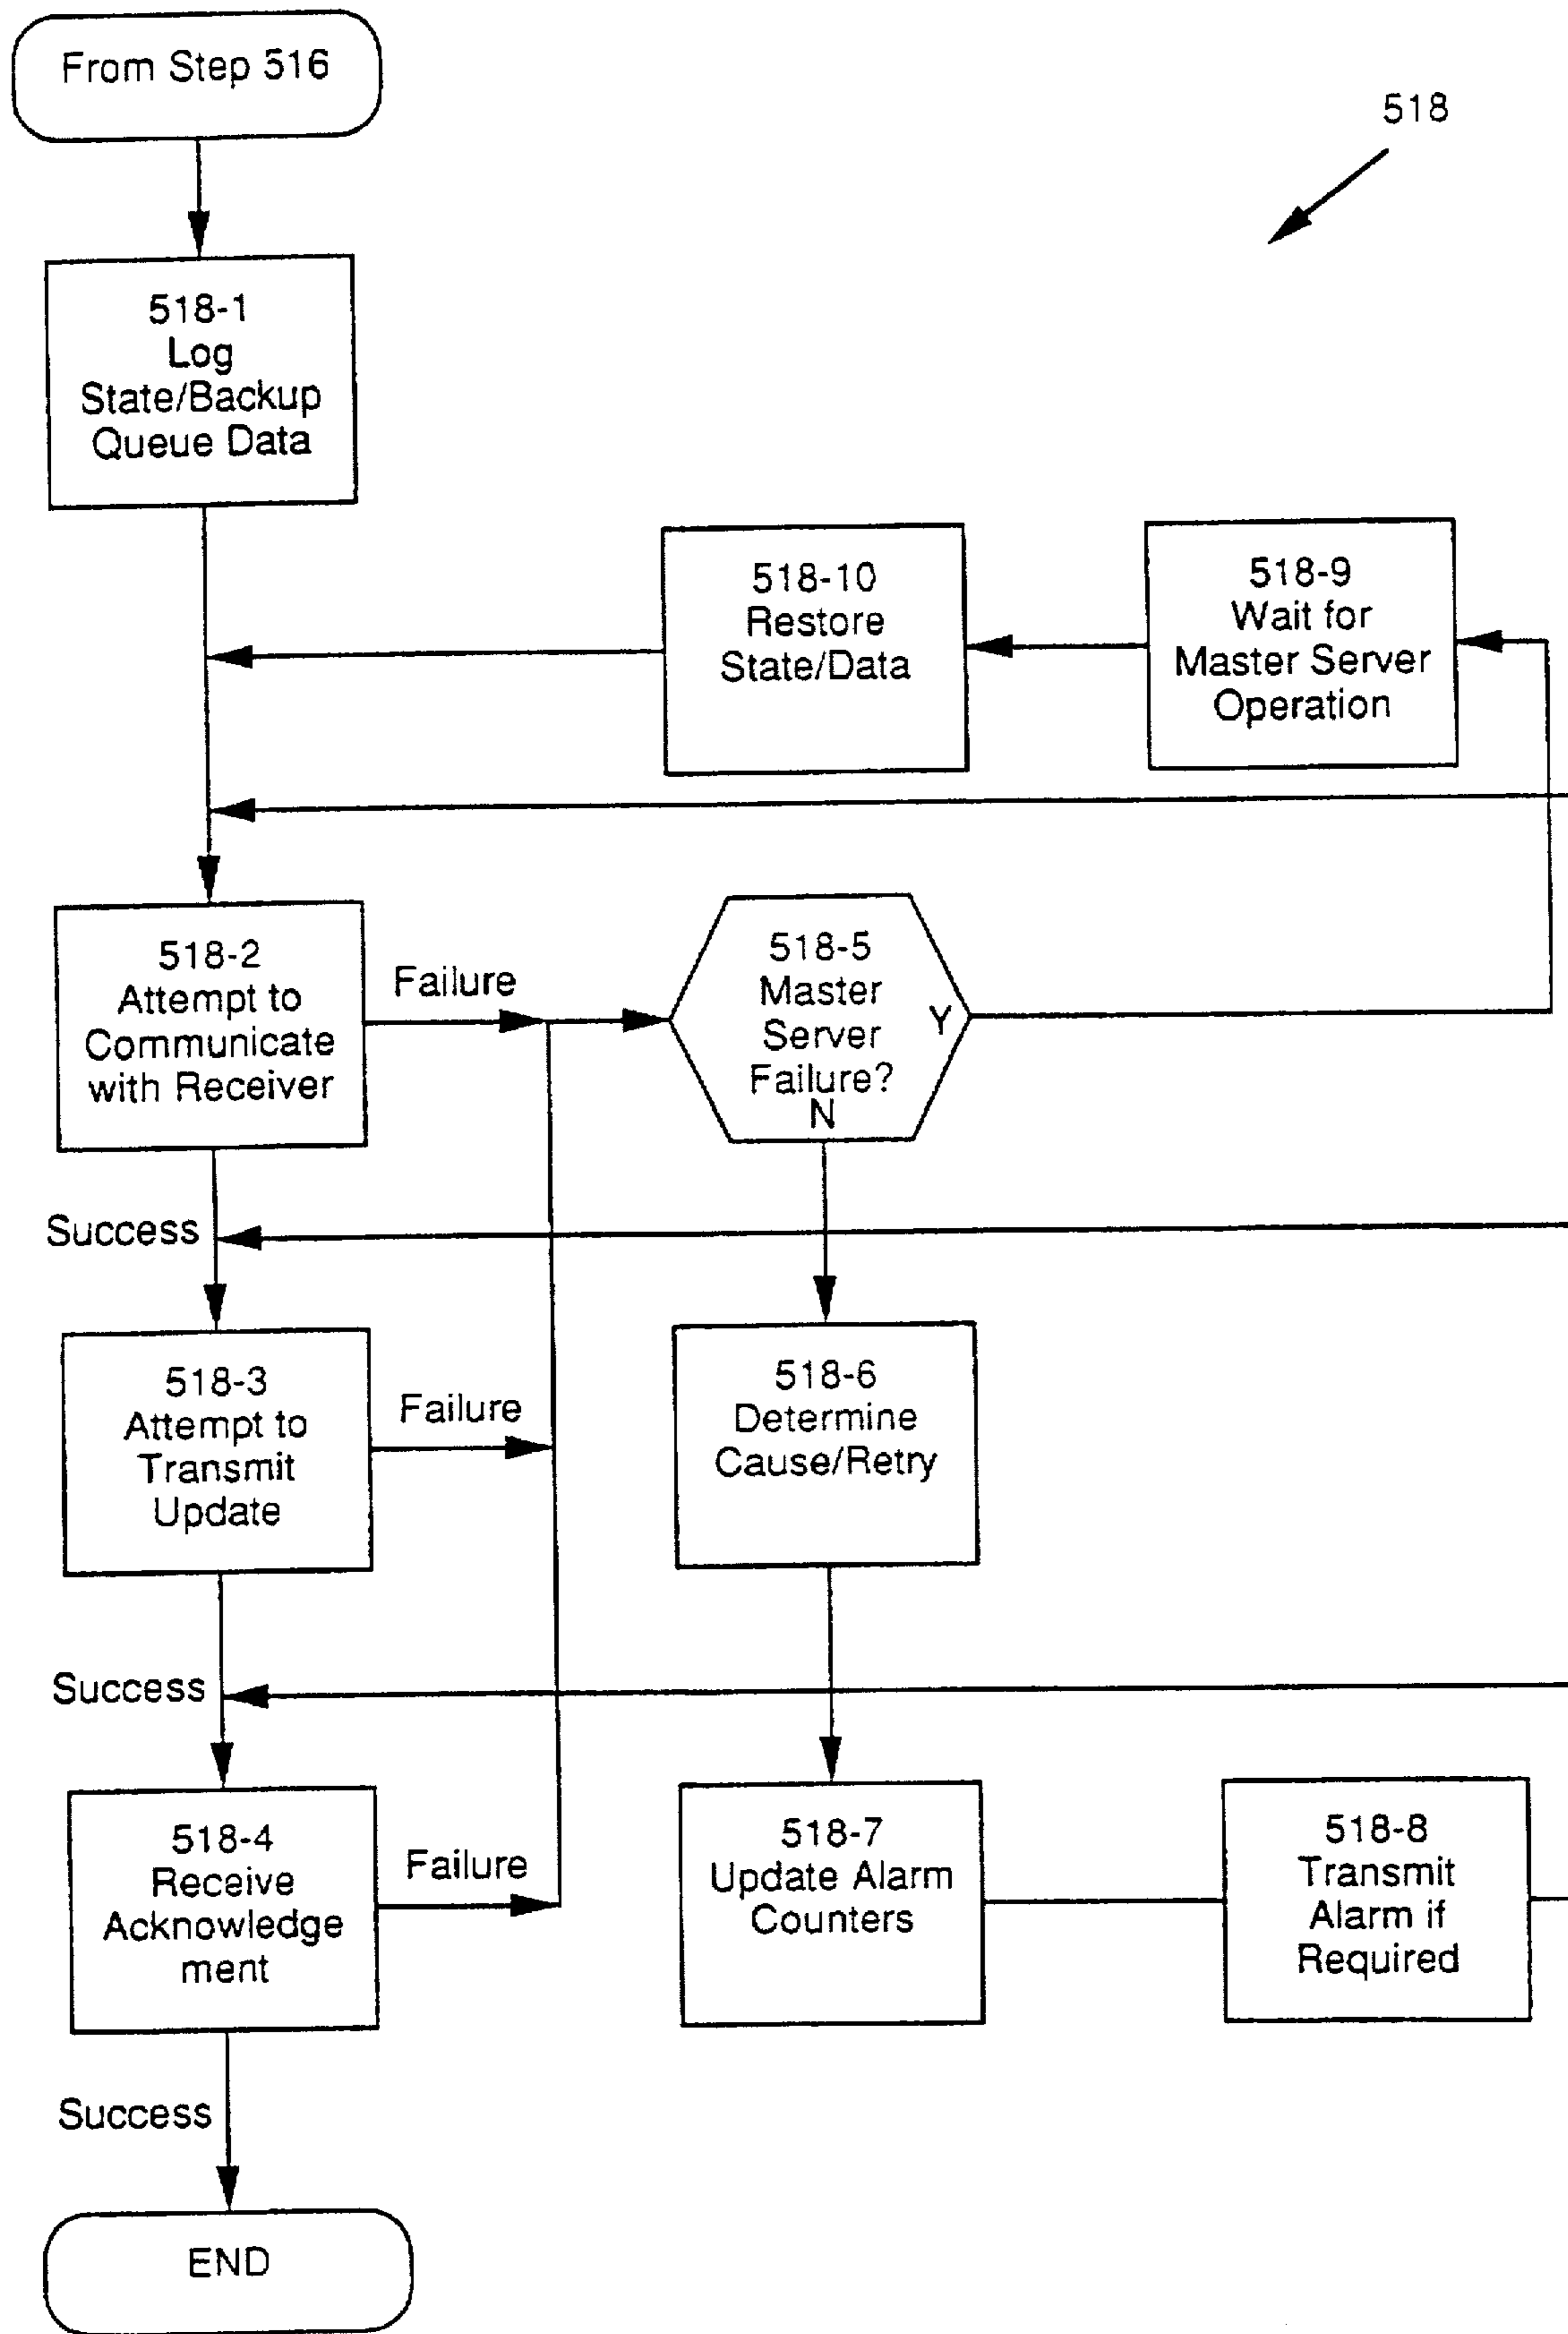 From Step 516
518
518-1
Log
State/Backup
Queue Data
518-10
Restore
State/Data
518-9
Wait for
Master Server
Operation
518-2
Attempt to
Communicate
with Receiver
Failure
518-5
Master
Server
Failure?
Y
N
Success
518-3
Attempt to
Transmit
Update
Failure
518-6
Determine
Cause/Retry
Success
518-4
Receive
Acknowledge
ment
Failure
518-7
Update Alarm
Counters
518-8
Transmit
Alarm if
Required
Success
END